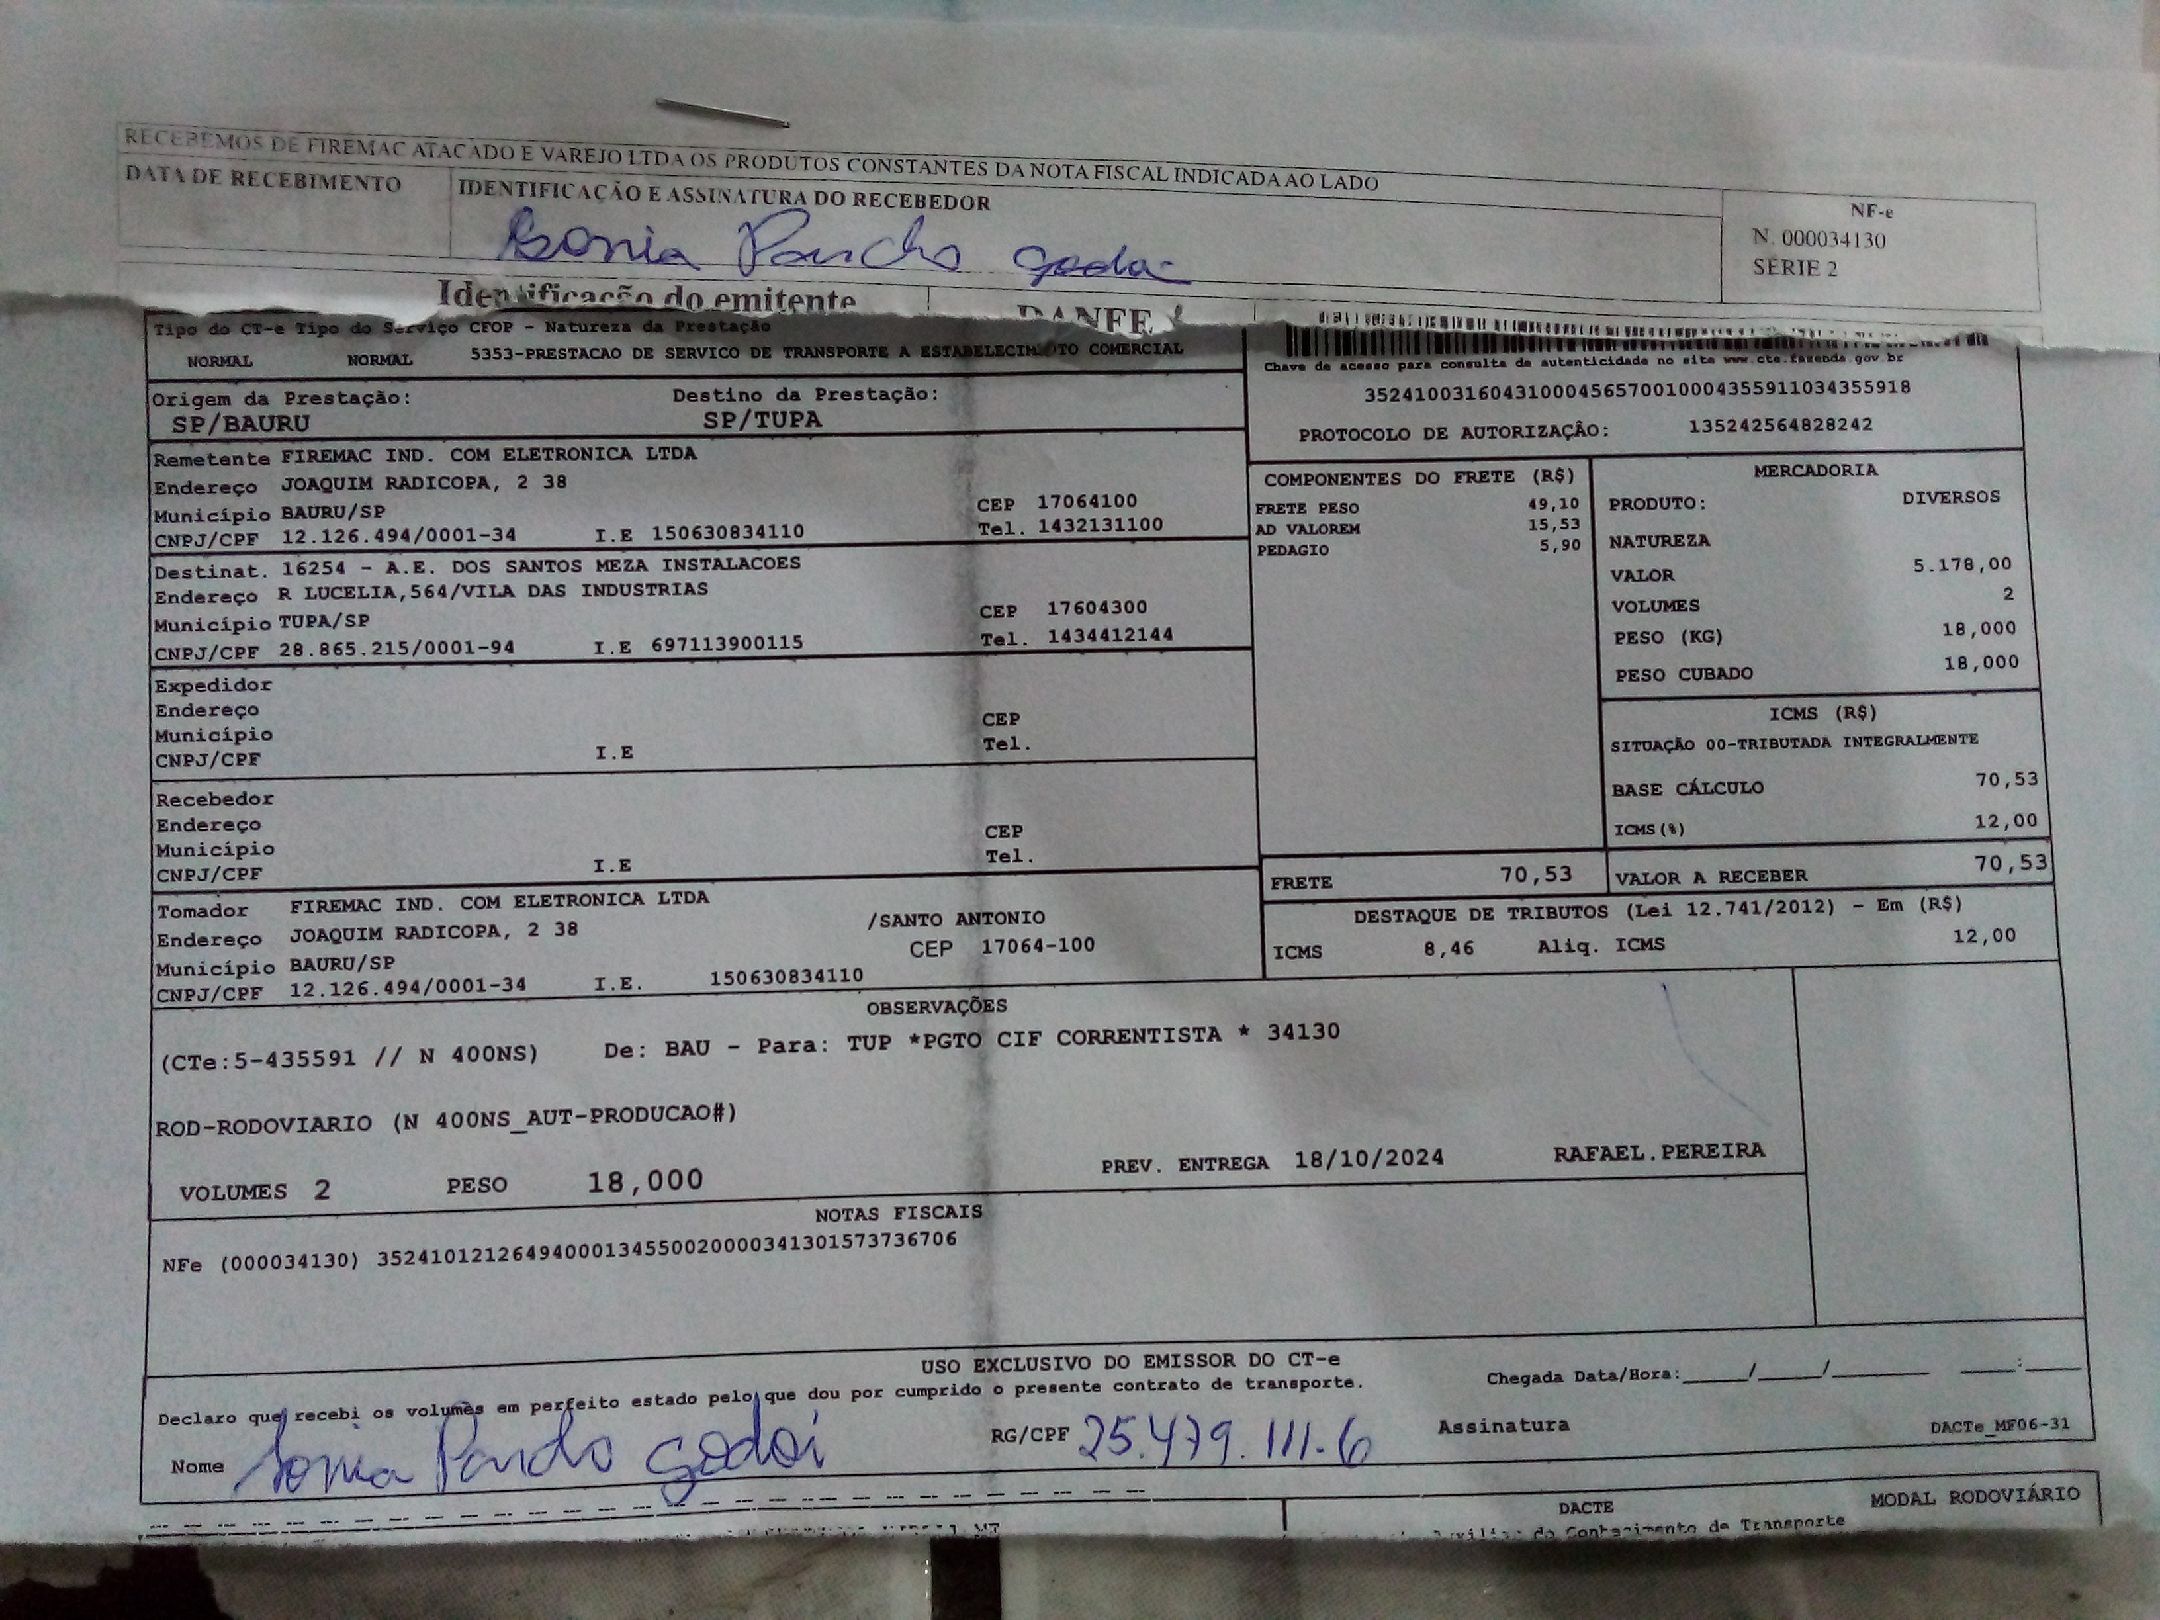 RECEBEMOS DE FIREMAC ATACADO E VAREJO LTDA OS PRODUTOS CONSTANTES DA NOTA FISCAL INDICADA AO LADO
DATA DE RECEBIMENTO
IDENTIFICAÇÃO E ASSINATURA DO RECEBEDOR
NF-e
N. 000034130
SÉRIE 2
Identificação do emitente
DANFE
Tipo do CT-e Tipo do Serviço CFOP - Natureza da Prestação
NORMAL NORMAL 5353-PRESTACAO DE SERVICO DE TRANSPORTE A ESTABELECIMENTO COMERCIAL
Chave de acesso para consulta de autenticidade no site www.cte.fazenda.gov.br
35241003160431000456570010004355911034355918
PROTOCOLO DE AUTORIZAÇÃO: 135242564828242
Origem da Prestação: Destino da Prestação:
SP/BAURU SP/TUPA
Remetente FIREMAC IND. COM ELETRONICA LTDA
Endereço JOAQUIM RADICOPA, 2 38
Município BAURU/SP CEP 17064100
CNPJ/CPF 12.126.494/0001-34 I.E 150630834110 Tel. 1432131100
Destinat. 16254 - A.E. DOS SANTOS MEZA INSTALACOES
Endereço R LUCELIA,564/VILA DAS INDUSTRIAS
Município TUPA/SP CEP 17604300
CNPJ/CPF 28.865.215/0001-94 I.E 697113900115 Tel. 1434412144
Expedidor
Endereço
Município CEP
CNPJ/CPF I.E Tel.
Recebedor
Endereço
Município CEP
CNPJ/CPF I.E Tel.
Tomador FIREMAC IND. COM ELETRONICA LTDA
Endereço JOAQUIM RADICOPA, 2 38 /SANTO ANTONIO
Município BAURU/SP CEP 17064-100
CNPJ/CPF 12.126.494/0001-34 I.E. 150630834110
COMPONENTES DO FRETE (R$)
FRETE PESO 49,10
AD VALOREM 15,53
PEDAGIO 5,90
MERCADORIA
PRODUTO: DIVERSOS
NATUREZA
VALOR 5.178,00
VOLUMES 2
PESO (KG) 18,000
PESO CUBADO 18,000
ICMS (R$)
SITUAÇÃO 00-TRIBUTADA INTEGRALMENTE
BASE CÁLCULO 70,53
ICMS(%) 12,00
FRETE 70,53 VALOR A RECEBER 70,53
DESTAQUE DE TRIBUTOS (Lei 12.741/2012) - Em (R$)
ICMS 8,46 Aliq. ICMS 12,00
OBSERVAÇÕES
(CTe:5-435591 // N 400NS) De: BAU - Para: TUP *PGTO CIF CORRENTISTA * 34130
ROD-RODOVIARIO (N 400NS_AUT-PRODUCAO#)
VOLUMES 2 PESO 18,000 PREV. ENTREGA 18/10/2024 RAFAEL.PEREIRA
NOTAS FISCAIS
NFe (000034130) 35241012126494000134550020000341301573736706
USO EXCLUSIVO DO EMISSOR DO CT-e
Declaro que recebi os volumes em perfeito estado pelo que dou por cumprido o presente contrato de transporte.
Chegada Data/Hora:_____/_____/________ ____:____
Nome Sonia Pardo Godoi RG/CPF 25.479.111-6 Assinatura
DACTe_MF06-31
DACTE MODAL RODOVIÁRIO
do Conhecimento de Transporte